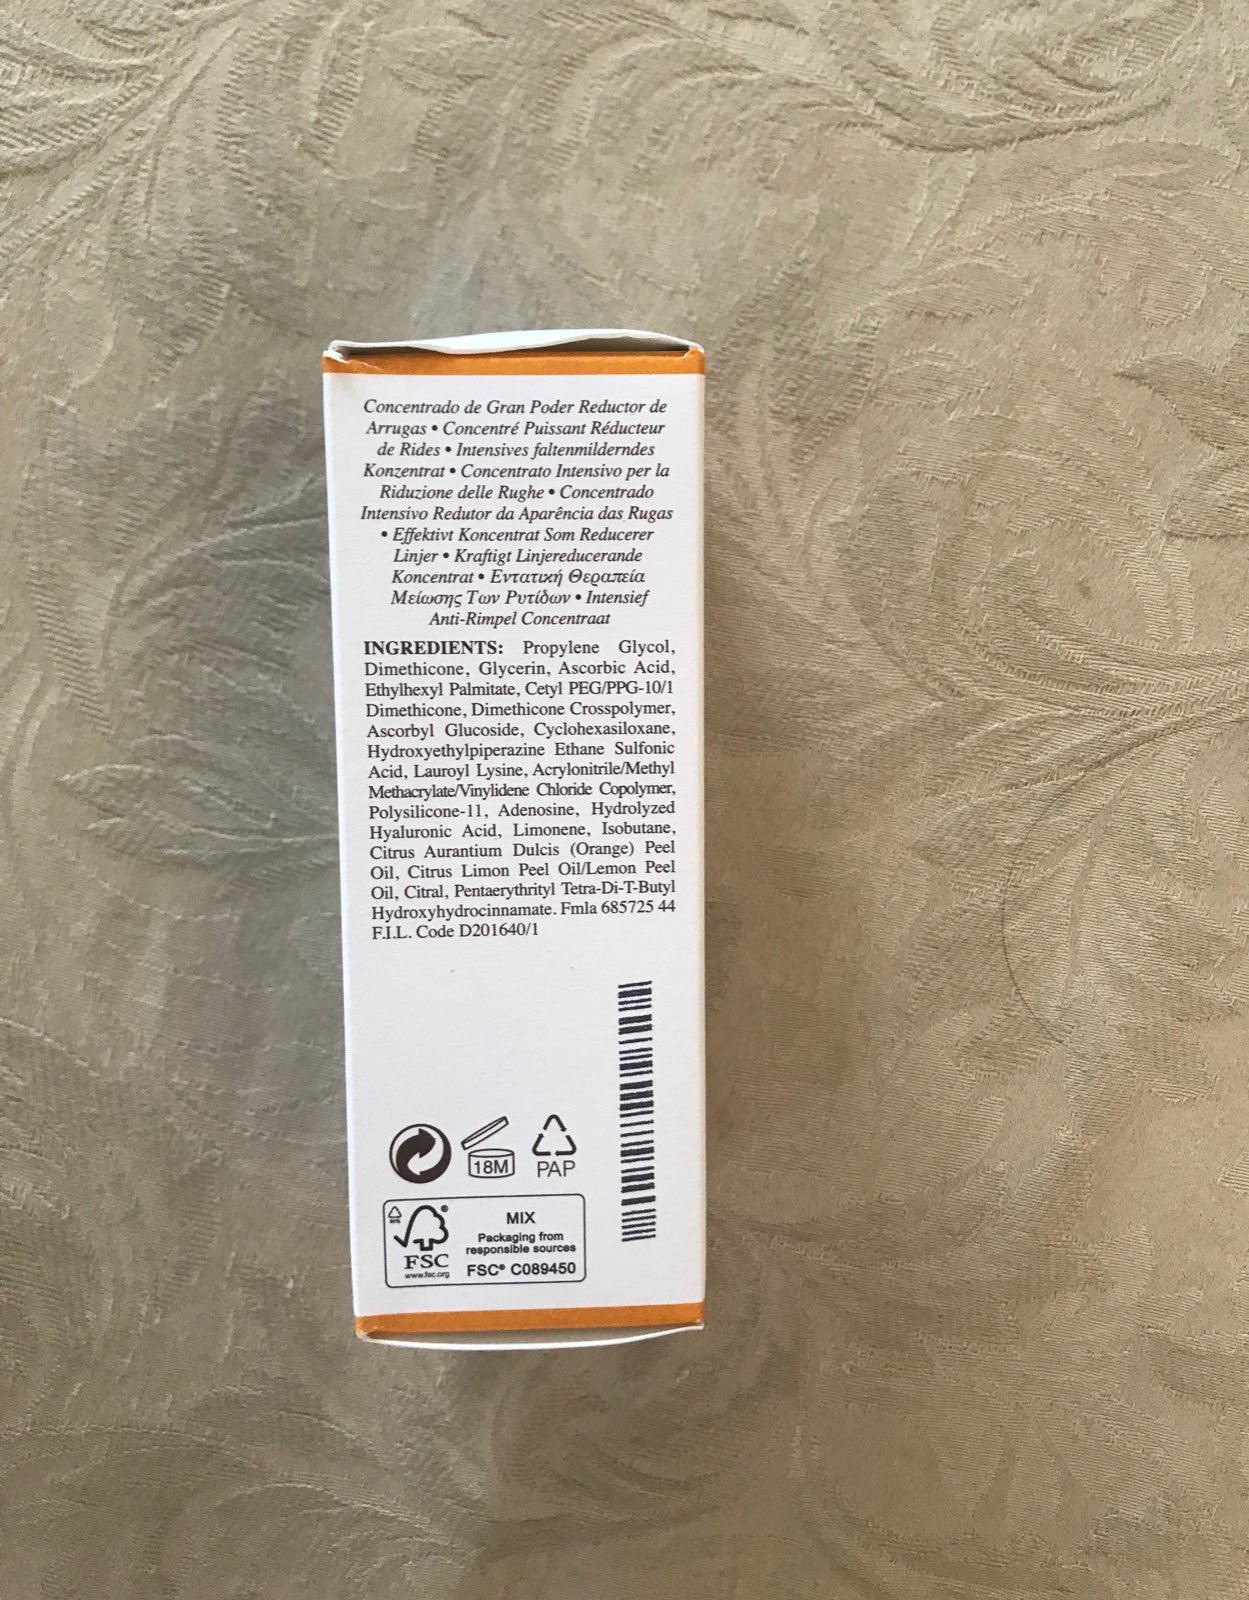 Concentrado de Gran Poder Reductor de
Arrugas • Concentré Puissant Réducteur
de Rides • Intensives faltenmilderndes
Konzentrat • Concentrato Intensivo per la
Riduzione delle Rughe • Concentrado
Intensivo Redutor da Aparência das Rugas
• Effektivt Koncentrat Som Reducerer
Linjer • Kraftigt Linjereducerande
Koncentrat • Εντατική Θεραπεία
Μείωσης Των Ρυτίδων • Intensief
Anti-Rimpel Concentraat
INGREDIENTS: Propylene Glycol,
Dimethicone, Glycerin, Ascorbic Acid,
Ethylhexyl Palmitate, Cetyl PEG/PPG-10/1
Dimethicone, Dimethicone Crosspolymer,
Ascorbyl Glucoside, Cyclohexasiloxane,
Hydroxyethylpiperazine Ethane Sulfonic
Acid, Lauroyl Lysine, Acrylonitrile/Methyl
Methacrylate/Vinylidene Chloride Copolymer,
Polysilicone-11, Adenosine, Hydrolyzed
Hyaluronic Acid, Limonene, Isobutane,
Citrus Aurantium Dulcis (Orange) Peel
Oil, Citrus Limon Peel Oil/Lemon Peel
Oil, Citral, Pentaerythrityl Tetra-Di-T-Butyl
Hydroxyhydrocinnamate. Fmla 685725 44
F.I.L. Code D201640/1
18M
PAP
FSC
www.fsc.org
MIX
Packaging from
responsible sources
FSC® C089450